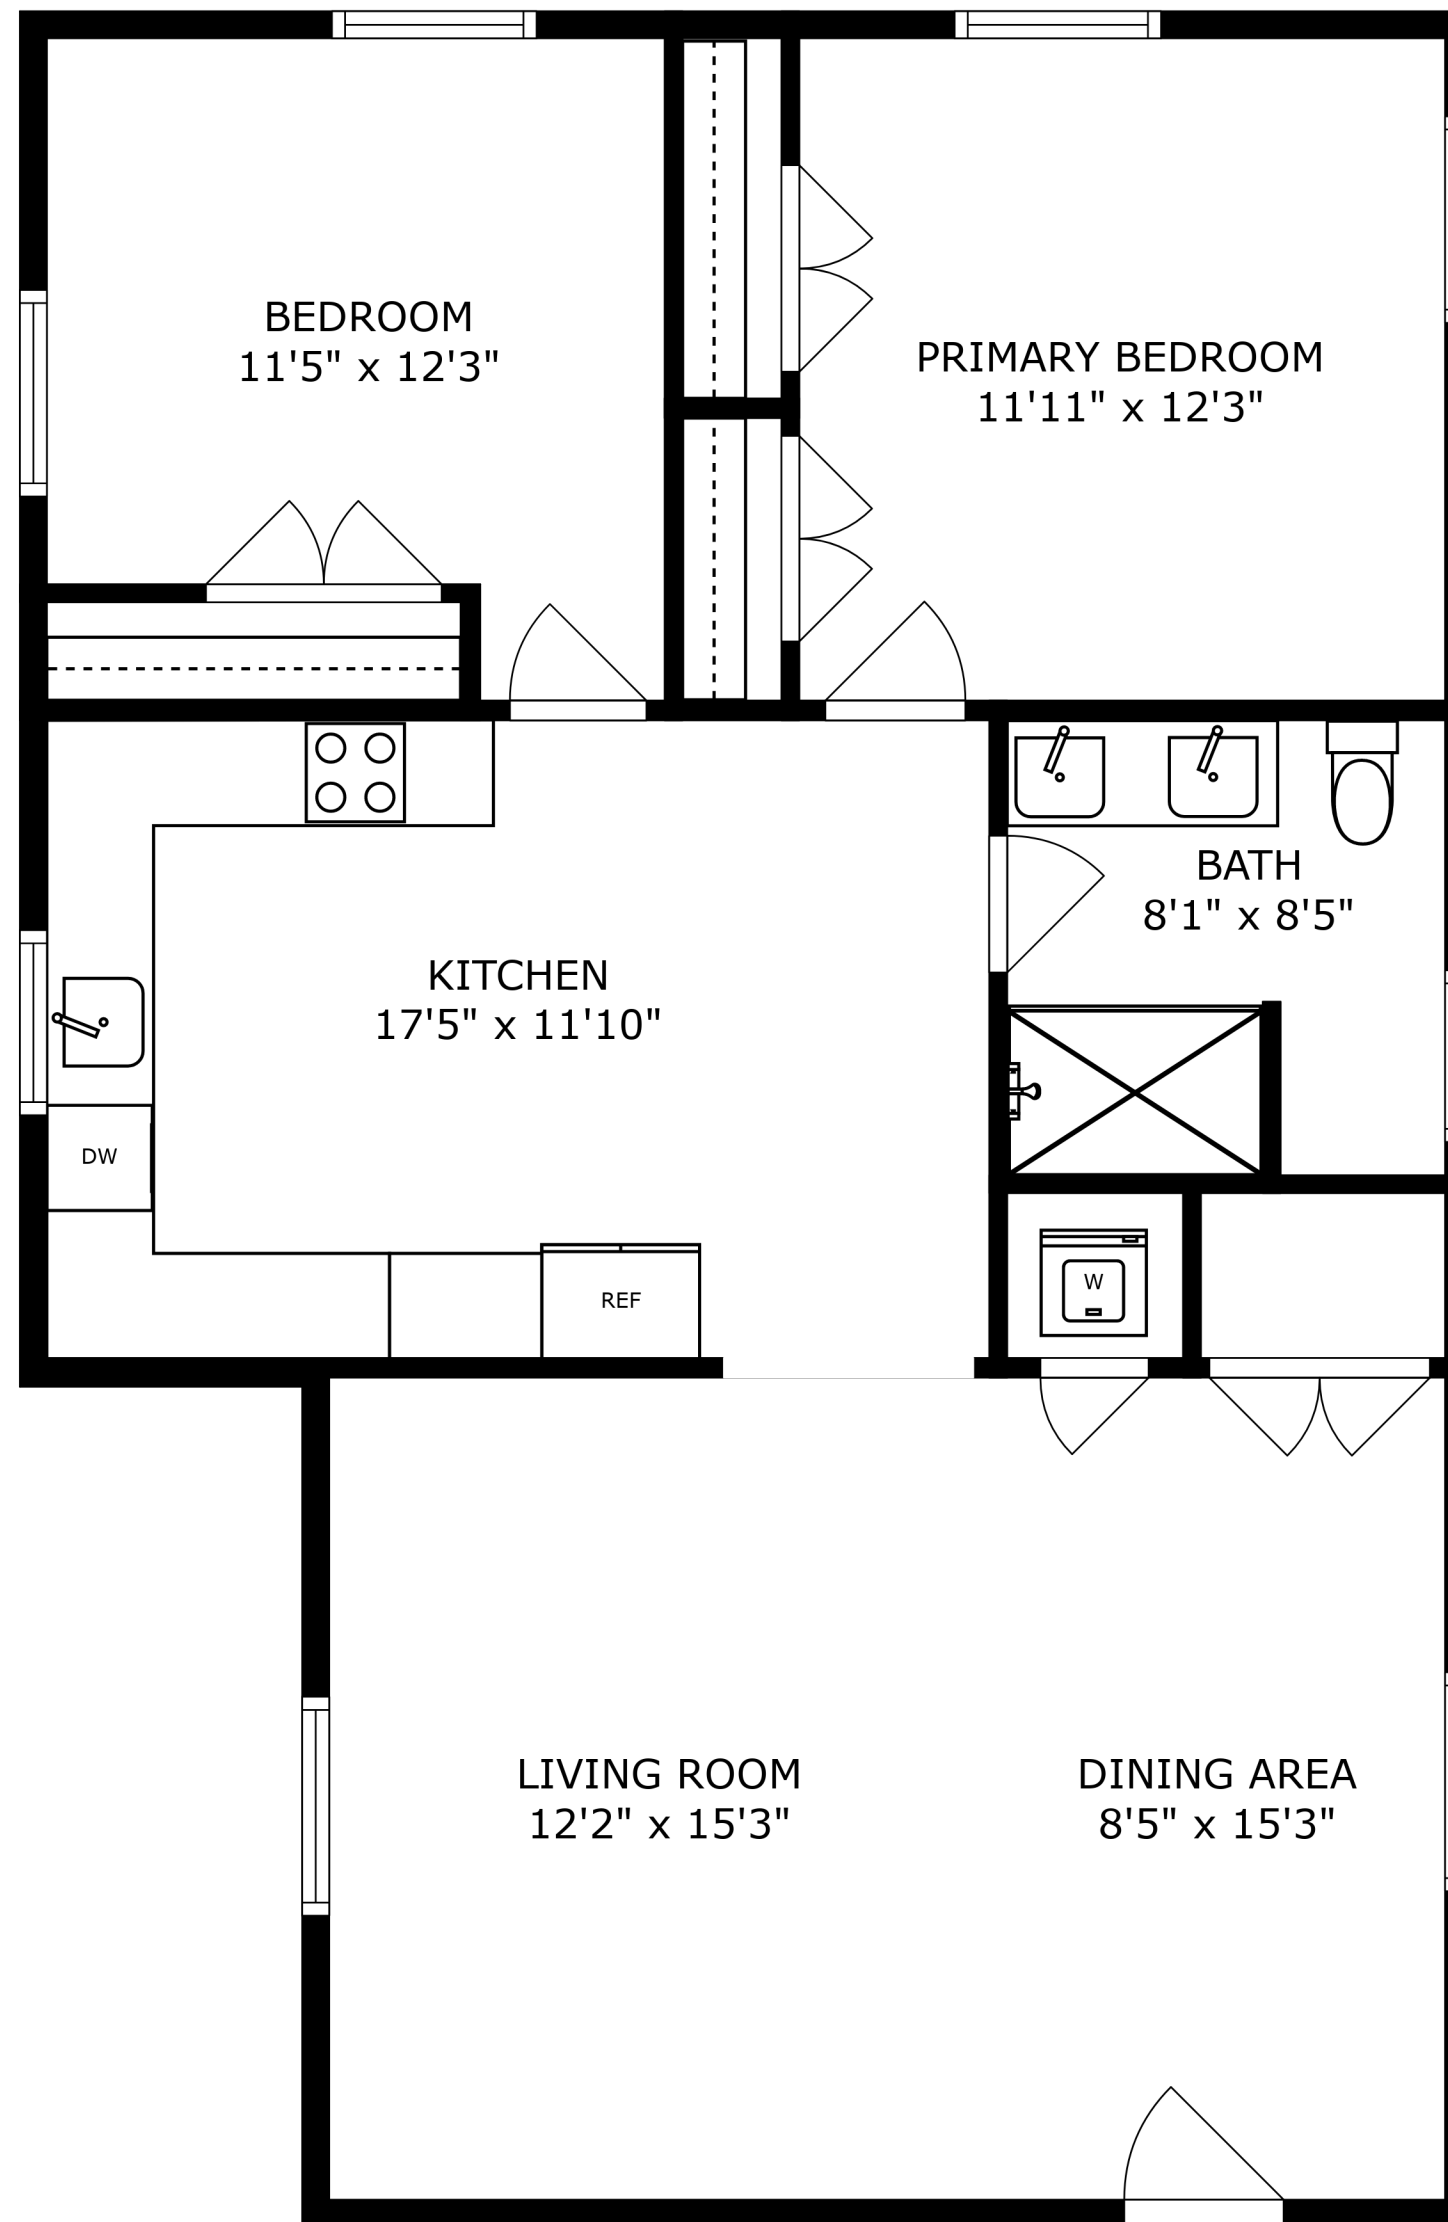 BEDROOM
11'5" x 12'3"
PRIMARY BEDROOM
11'11" x 12'3"
BATH
8'1" x 8'5"
KITCHEN
17'5" x 11'10"
DW
W
REF
LIVING ROOM
12'2" x 15'3"
DINING AREA
8'5" x 15'3"